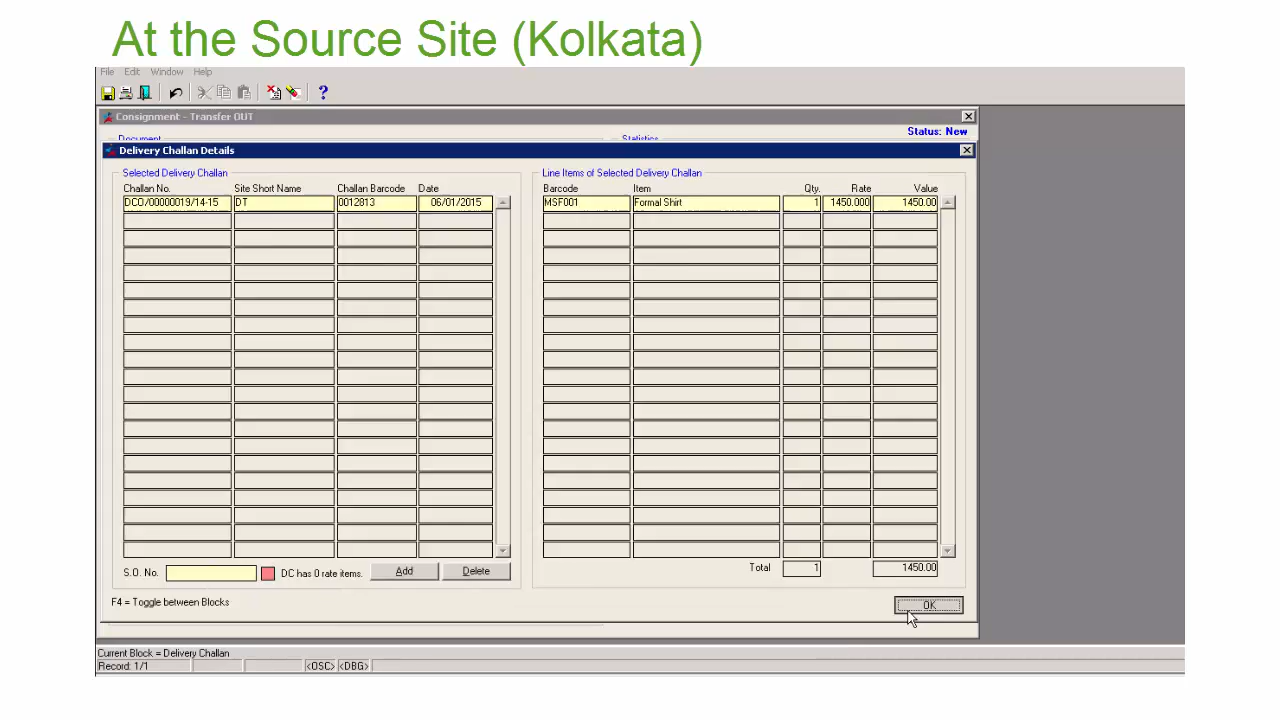 At the Source Site (Kolkata)
File Edit Window Help
Consignment - Transfer OUT
Document Statistics Status: New
Delivery Challan Details
Selected Delivery Challan Line Items of Selected Delivery Challan
Challan No. Site Short Name Challan Barcode Date Barcode Item Qty. Rate Value
DCO/00000019/14-15 DT 0012813 06/01/2015 MSF001 Formal Shirt 1 1450.000 1450.00
Total 1 1450.00
S.O. No. DC has 0 rate items. Add Delete
F4 = Toggle between Blocks OK
Current Block = Delivery Challan
Record: 1/1 <OSC> <DBG>